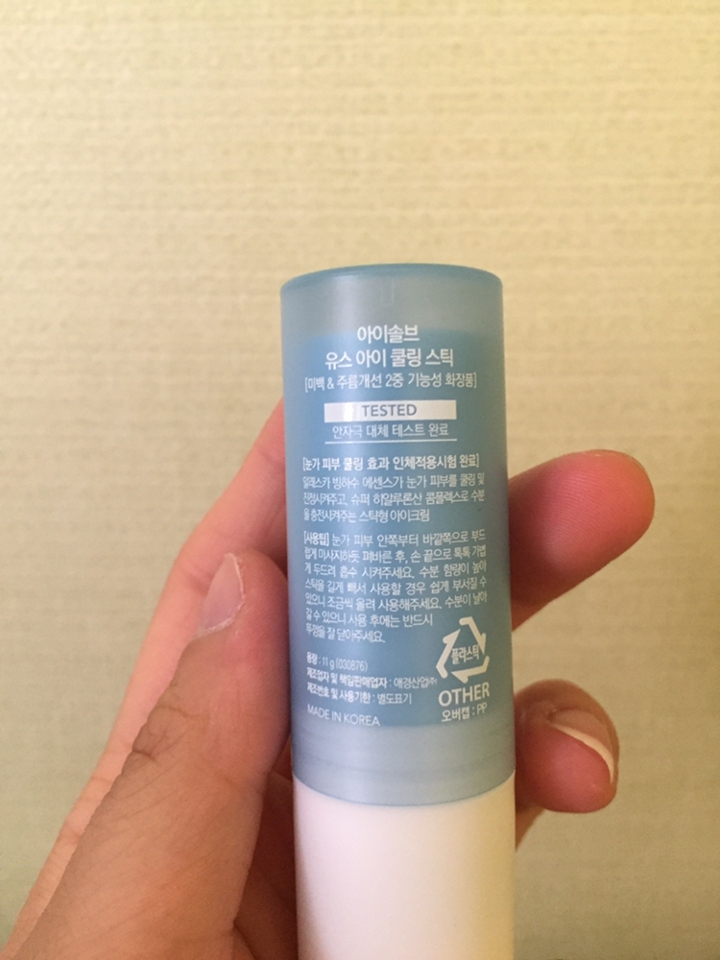 아이솔브
유스 아이 쿨링 스틱
[미백 & 주름개선 2중 기능성 화장품]
TESTED
안자극 대체 테스트 완료
[눈가 피부 쿨링 효과 인체적용시험 완료]
알래스카 빙하수 에센스가 눈가 피부를 쿨링 및
진정시켜주고, 슈퍼 히알루론산 콤플렉스로 수분
을 충전시켜주는 스틱형 아이크림
[사용팁] 눈가 피부 안쪽부터 바깥쪽으로 부드
럽게 마사지하듯 펴바른 후, 손 끝으로 톡톡 가볍
게 두드려 흡수 시켜주세요. 수분 함량이 높아
스틱을 길게 빼서 사용할 경우 쉽게 부서질 수
있으니 조금씩 올려 사용해주세요. 수분이 날아
갈 수 있으니 사용 후에는 반드시
뚜껑을 잘 닫아주세요.
용량 : 11 g (030876)
제조업자 및 책임판매업자 : 애경산업㈜
제조번호 및 사용기한 : 별도표기
MADE IN KOREA
플라스틱
OTHER
오버캡 : PP